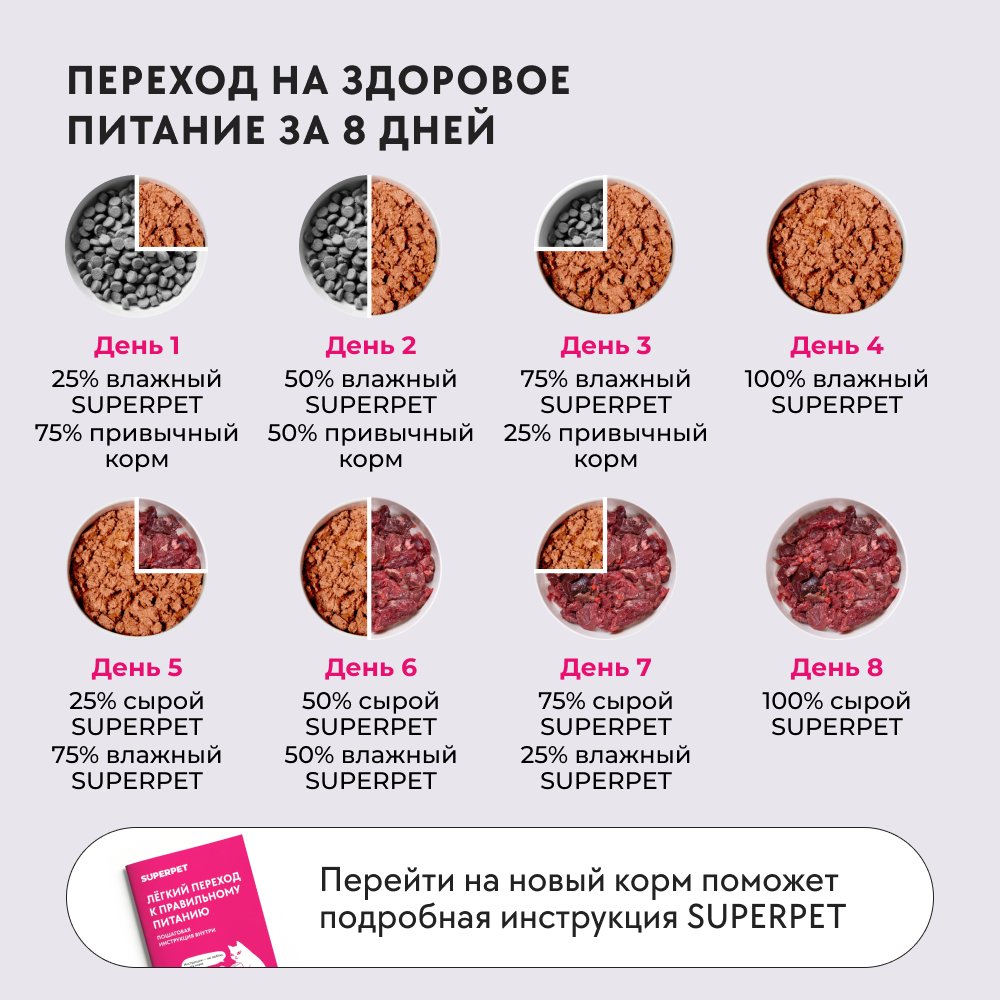 ПЕРЕХОД НА ЗДОРОВОЕ
ПИТАНИЕ ЗА 8 ДНЕЙ
День 1
25% влажный
SUPERPET
75% привычный
корм
День 2
50% влажный
SUPERPET
50% привычный
корм
День 3
75% влажный
SUPERPET
25% привычный
корм
День 4
100% влажный
SUPERPET
День 5
25% сырой
SUPERPET
75% влажный
SUPERPET
День 6
50% сырой
SUPERPET
50% влажный
SUPERPET
День 7
75% сырой
SUPERPET
25% влажный
SUPERPET
День 8
100% сырой
SUPERPET
SUPERPET
ЛЁГКИЙ ПЕРЕХОД
К ПРАВИЛЬНОМУ
ПИТАНИЮ
ПОШАГОВАЯ
ИНСТРУКЦИЯ ВНУТРИ
Перейти на новый корм поможет
подробная инструкция SUPERPET